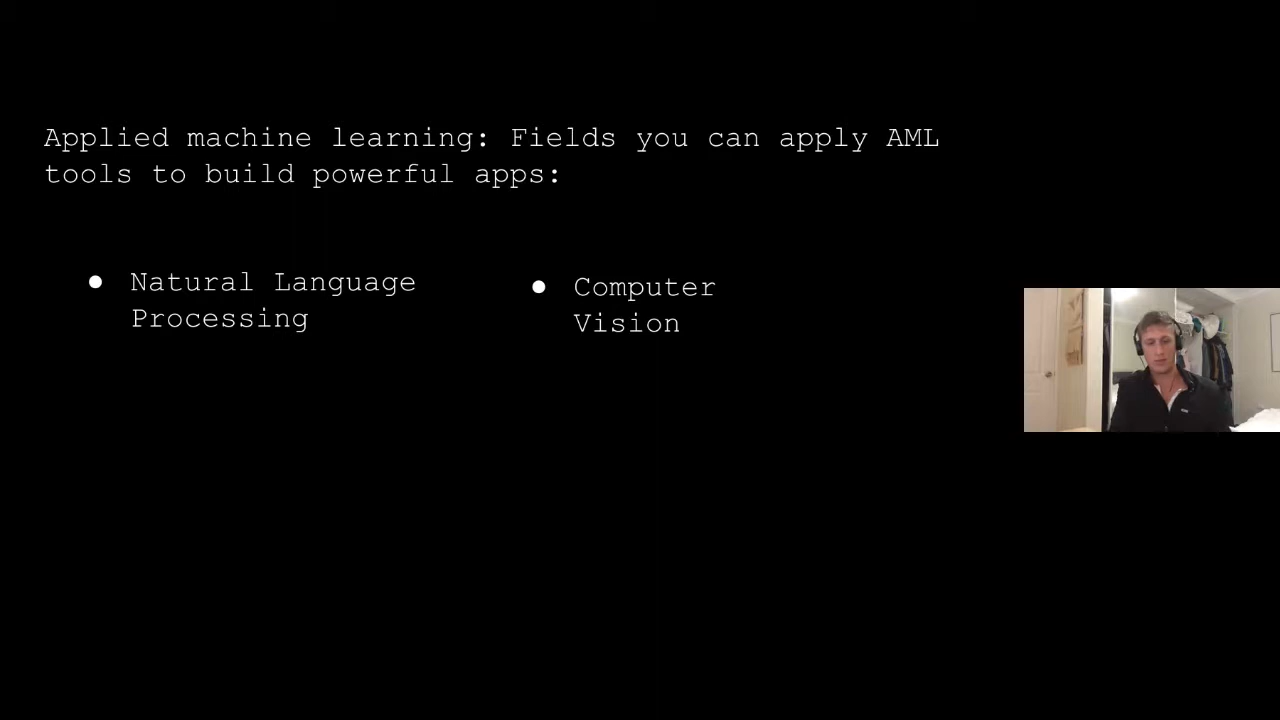 Applied machine learning: Fields you can apply AML
tools to build powerful apps:
● Natural Language
Processing
● Computer
Vision